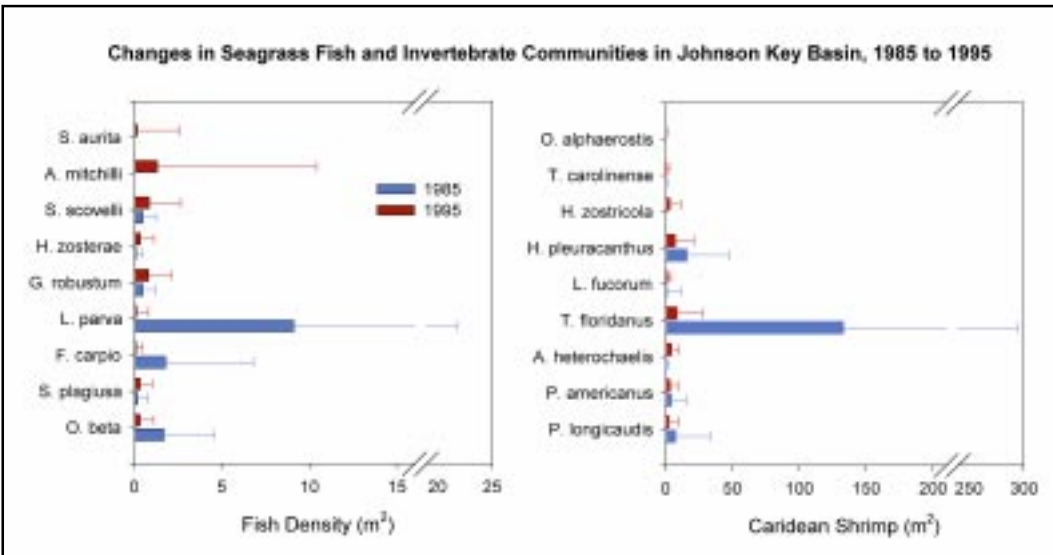 Changes in Seagrass Fish and Invertebrate Communities in Johnson Key Basin, 1985 to 1995
S. aurita
A. mitchilli
S. scovelli
H. zosterae
G. robustum
L. parva
F. carpio
S. plagiusa
O. beta
1985
1995
0 5 10 15 20 25
Fish Density (m²)
O. alphaerostis
T. carolinense
H. zostricola
H. pleuracanthus
L. fucorum
T. floridanus
A. heterochaelis
P. americanus
P. longicaudis
0 50 100 150 200 250 300
Caridean Shrimp (m²)